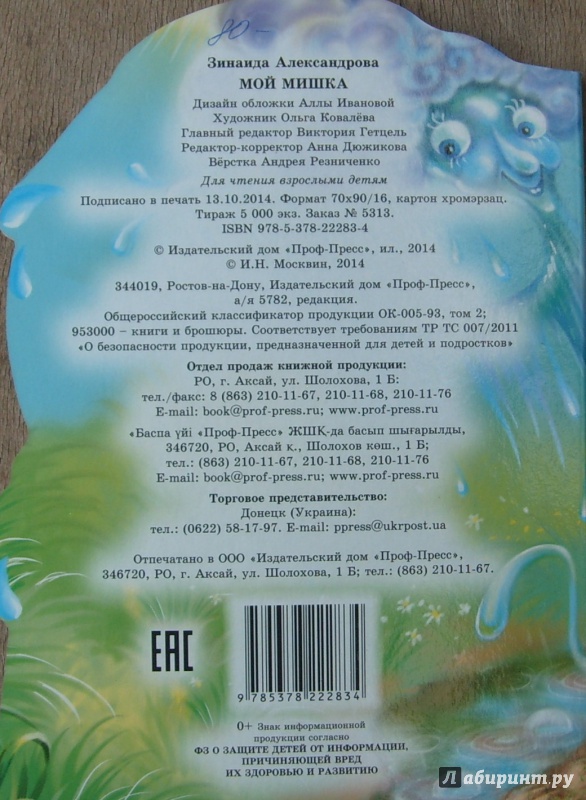 80-
Зинаида Александрова
МОЙ МИШКА
Дизайн обложки Аллы Ивановой
Художник Ольга Ковалёва
Главный редактор Виктория Гетцель
Редактор-корректор Анна Дюжикова
Вёрстка Андрея Резниченко
Для чтения взрослыми детям
Подписано в печать 13.10.2014. Формат 70х90/16, картон хромэрзац.
Тираж 5 000 экз. Заказ № 5313.
ISBN 978-5-378-22283-4
© Издательский дом «Проф-Пресс», ил., 2014
© И.Н. Москвин, 2014
344019, Ростов-на-Дону, Издательский дом «Проф-Пресс»,
а/я 5782, редакция.
Общероссийский классификатор продукции ОК-005-93, том 2;
953000 – книги и брошюры. Соответствует требованиям ТР ТС 007/2011
«О безопасности продукции, предназначенной для детей и подростков»
Отдел продаж книжной продукции:
РО, г. Аксай, ул. Шолохова, 1 Б:
тел./факс: 8 (863) 210-11-67, 210-11-68, 210-11-76
E-mail: book@prof-press.ru; www.prof-press.ru
«Баспа үйі «Проф-Пресс» ЖШҚ-да басып шығарылды,
346720, РО, Аксай қ., Шолохов көш., 1 Б;
тел.: (863) 210-11-67, 210-11-68, 210-11-76
E-mail: book@prof-press.ru; www.prof-press.ru
Торговое представительство:
Донецк (Украина):
тел.: (0622) 58-17-97. E-mail: ppress@ukrpost.ua
Отпечатано в ООО «Издательский дом «Проф-Пресс»,
346720, РО, г. Аксай, ул. Шолохова, 1 Б; тел.: (863) 210-11-67.
EAC
9 785378 222834
0+ Знак информационной
продукции согласно
ФЗ О ЗАЩИТЕ ДЕТЕЙ ОТ ИНФОРМАЦИИ,
ПРИЧИНЯЮЩЕЙ ВРЕД
ИХ ЗДОРОВЬЮ И РАЗВИТИЮ
Лабиринт.ру